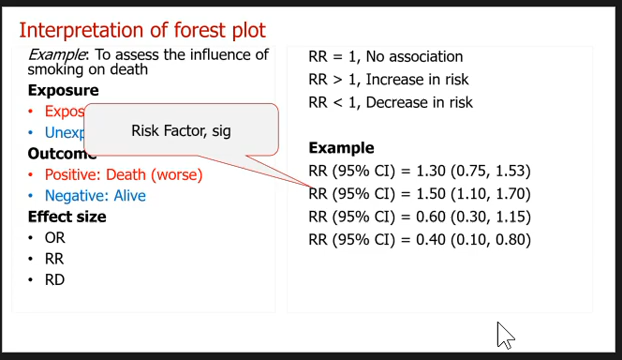 Interpretation of forest plot
Example: To assess the influence of
smoking on death
Exposure
• 
• 
Risk Factor, sig
Outcome
• Positive: Death (worse)
• Negative: Alive
Effect size
• OR
• RR
• RD
RR = 1, No association
RR > 1, Increase in risk
RR < 1, Decrease in risk
Example
RR (95% CI) = 1.30 (0.75, 1.53)
RR (95% CI) = 1.50 (1.10, 1.70)
RR (95% CI) = 0.60 (0.30, 1.15)
RR (95% CI) = 0.40 (0.10, 0.80)